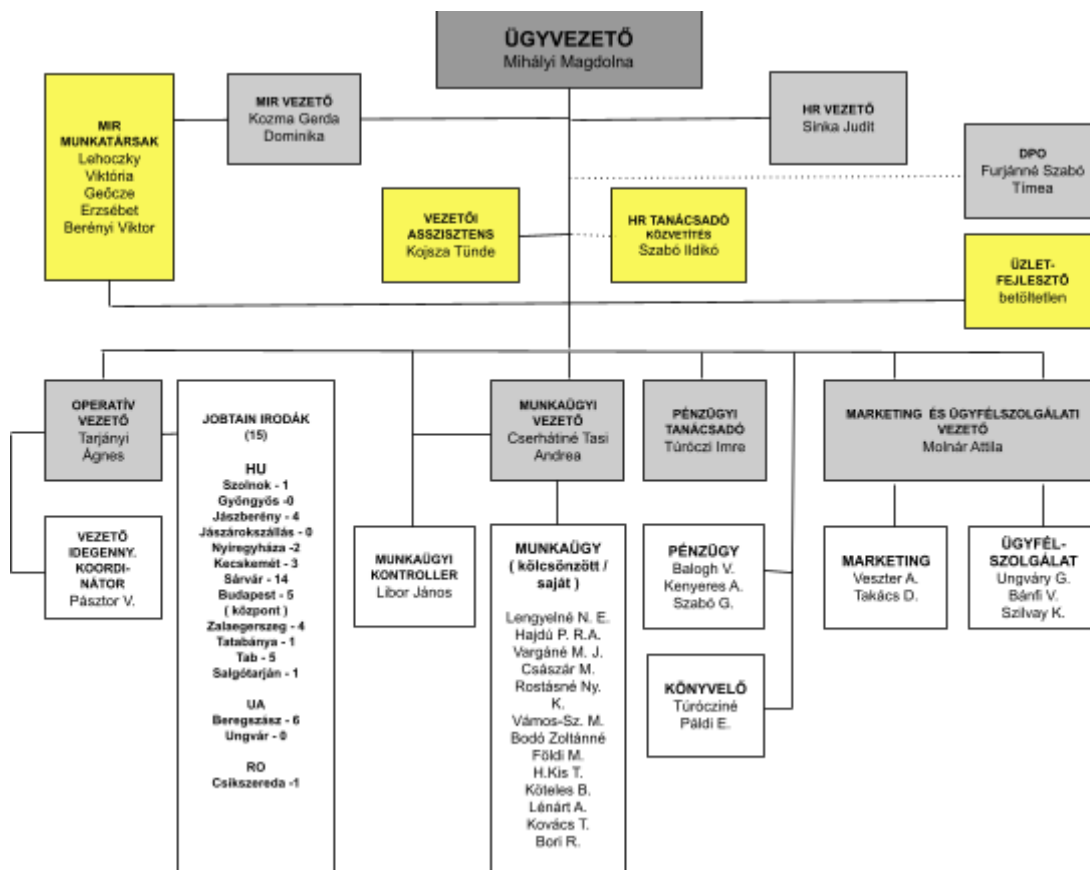 ÜGYVEZETŐ
Mihályi Magdolna
MIR VEZETŐ
Kozma Gerda
Dominika
HR VEZETŐ
Sinka Judit
MIR
MUNKATÁRSAK
Lehoczky
Viktória
Geőcze
Erzsébet
Berényi Viktor
DPO
Furjánné Szabó
Tímea
VEZETŐI
ASSZISZTENS
Kojsza Tünde
HR TANÁCSADÓ
KÖZVETÍTÉS
Szabó Ildikó
ÜZLET-
FEJLESZTŐ
betöltetlen
OPERATÍV
VEZETŐ
Tarjányi
Ágnes
JOBTAIN IRODÁK
(15)
HU
Szolnok - 1
Gyöngyös -0
Jászberény - 4
Jászárokszállás - 0
Nyíregyháza -2
Kecskemét - 3
Sárvár - 14
Budapest - 5
( központ )
Zalaegerszeg - 4
Tatabánya - 1
Tab - 5
Salgótarján - 1
UA
Beregszász - 6
Ungvár - 0
RO
Csikszereda -1
MUNKAÜGYI
VEZETŐ
Cserhátiné Tasi
Andrea
PÉNZÜGYI
TANÁCSADÓ
Túróczi Imre
MARKETING ÉS ÜGYFÉLSZOLGÁLATI
VEZETŐ
Molnár Attila
VEZETŐ
IDEGENNY.
KOORDI-
NÁTOR
Pásztor V.
MUNKAÜGYI
KONTROLLER
Libor János
MUNKAÜGY
( kölcsönzött /
saját )
Lengyelné N. E.
Hajdú P. R.A.
Vargáné M. J.
Császár M.
Rostásné Ny.
K.
Vámos-Sz. M.
Bodó Zoltánné
Földi M.
H.Kis T.
Köteles B.
Lénárt A.
Kovács T.
Bori R.
PÉNZÜGY
Balogh V.
Kenyeres A.
Szabó G.
KÖNYVELŐ
Túrócziné
Páldi E.
MARKETING
Veszter A.
Takács D.
ÜGYFÉL-
SZOLGÁLAT
Ungváry G.
Bánfi V.
Szilvay K.